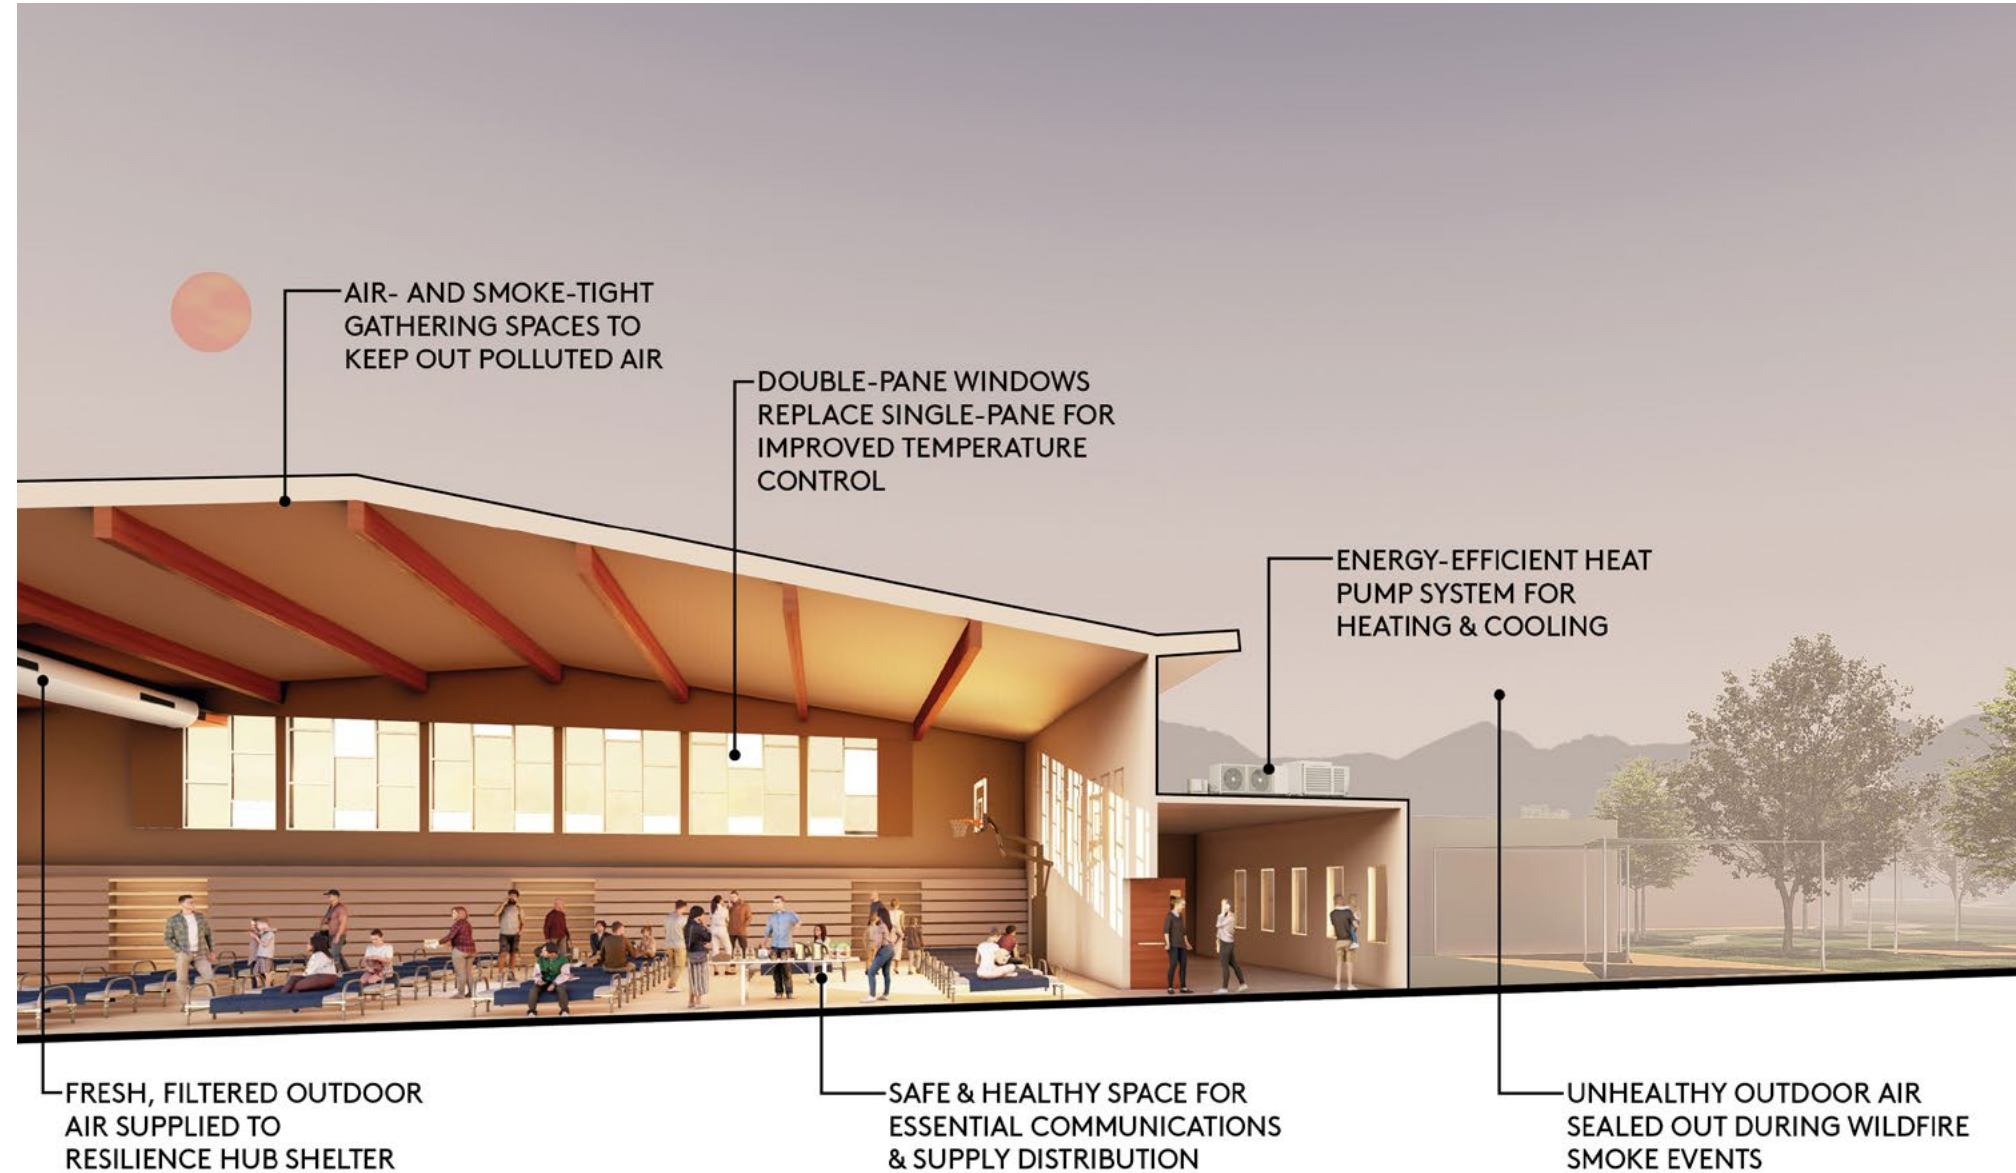 AIR- AND SMOKE-TIGHT
GATHERING SPACES TO
KEEP OUT POLLUTED AIR
DOUBLE-PANE WINDOWS
REPLACE SINGLE-PANE FOR
IMPROVED TEMPERATURE
CONTROL
ENERGY-EFFICIENT HEAT
PUMP SYSTEM FOR
HEATING & COOLING
FRESH, FILTERED OUTDOOR
AIR SUPPLIED TO
RESILIENCE HUB SHELTER
SAFE & HEALTHY SPACE FOR
ESSENTIAL COMMUNICATIONS
& SUPPLY DISTRIBUTION
UNHEALTHY OUTDOOR AIR
SEALED OUT DURING WILDFIRE
SMOKE EVENTS